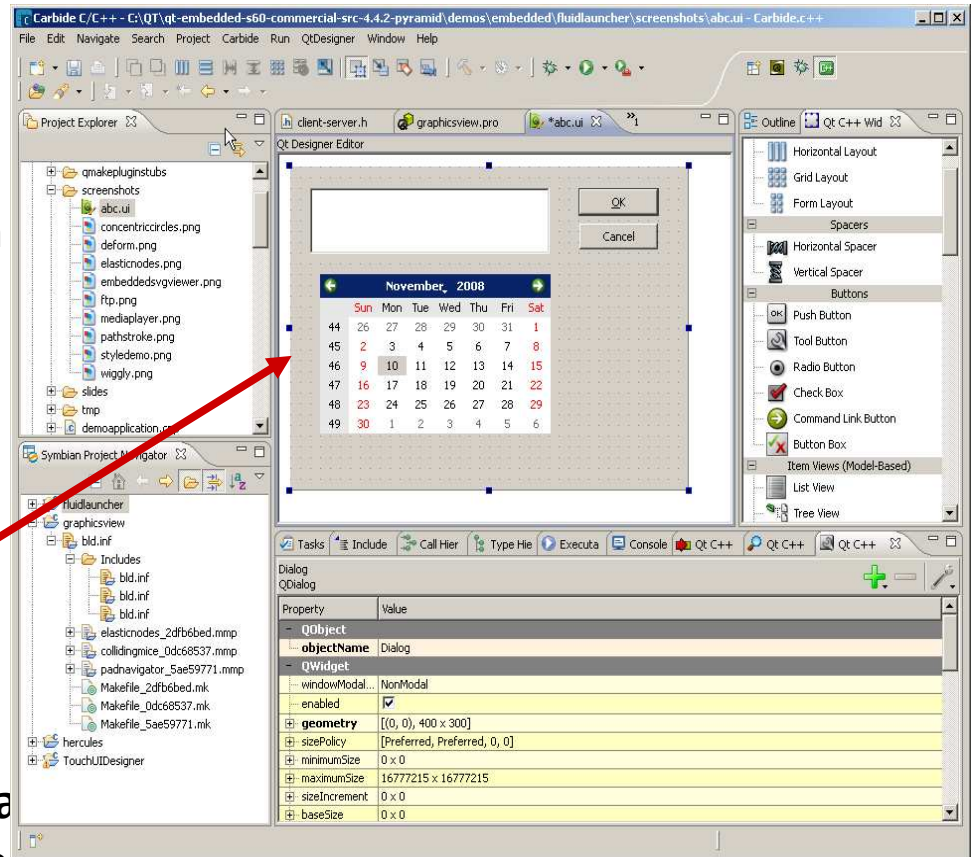 Carbide C/C++ - C:\QT\qt-embedded-s60-commercial-src-4.4.2-pyramid\demos\embedded\fluidlauncher\screenshots\abc.ui - Carbide.c++
File Edit Navigate Search Project Carbide Run QtDesigner Window Help
Project Explorer
qmakepluginstubs
screenshots
abc.ui
concentriccircles.png
deform.png
elasticnodes.png
embeddedsvgviewer.png
ftp.png
mediaplayer.png
pathstroke.png
styledemo.png
wiggly.png
slides
tmp
demoapplication.cpp
Symbian Project Navigator
fluidlauncher
graphicsview
bld.inf
Includes
bld.inf
bld.inf
bld.inf
elasticnodes_2dfb6bed.mmp
collidingmice_0dc68537.mmp
padnavigator_5ae59771.mmp
Makefile_2dfb6bed.mk
Makefile_0dc68537.mk
Makefile_5ae59771.mk
hercules
TouchUIDesigner
client-server.h graphicsview.pro *abc.ui »1
Qt Designer Editor
OK
Cancel
November, 2008
Sun Mon Tue Wed Thu Fri Sat
44 26 27 28 29 30 31 1
45 2 3 4 5 6 7 8
46 9 10 11 12 13 14 15
47 16 17 18 19 20 21 22
48 23 24 25 26 27 28 29
49 30 1 2 3 4 5 6
Outline Qt C++ Wid
Horizontal Layout
Grid Layout
Form Layout
Spacers
Horizontal Spacer
Vertical Spacer
Buttons
Push Button
Tool Button
Radio Button
Check Box
Command Link Button
Button Box
Item Views (Model-Based)
List View
Tree View
Tasks Include Call Hier Type Hie Executa Console Qt C++ Qt C++ Qt C++
Dialog
QDialog
Property Value
QObject
objectName Dialog
QWidget
windowModal... NonModal
enabled
geometry [(0, 0), 400 x 300]
sizePolicy [Preferred, Preferred, 0, 0]
minimumSize 0 x 0
maximumSize 16777215 x 16777215
sizeIncrement 0 x 0
baseSize 0 x 0